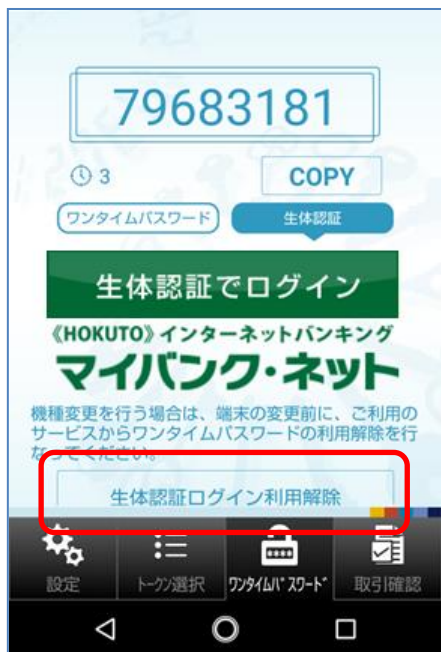 79683181
3
COPY
ワンタイムパスワード
生体認証
生体認証でログイン
《HOKUTO》インターネットバンキング
マイバンク・ネット
機種変更を行う場合は、端末の変更前に、ご利用の
サービスからワンタイムパスワードの利用解除を行
なってください。
生体認証ログイン利用解除
設定
トークン選択
ワンタイムパスワード
取引確認